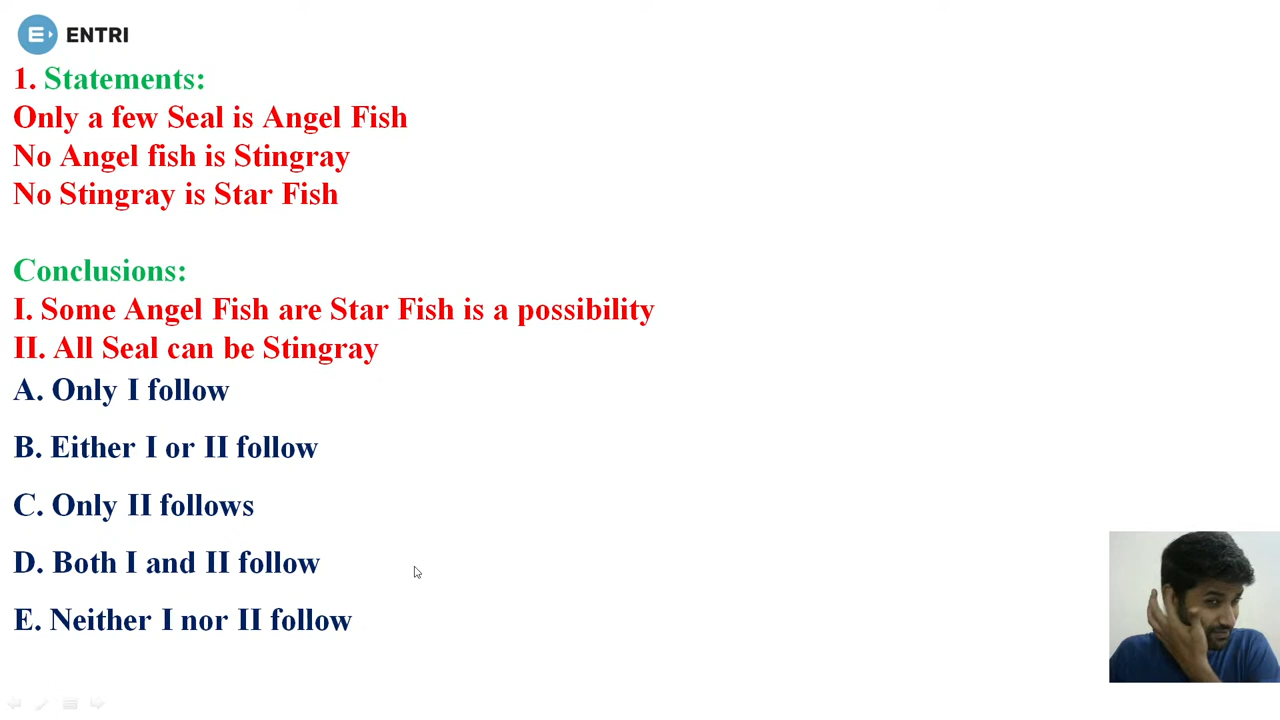 ENTRI
1. Statements:
Only a few Seal is Angel Fish
No Angel fish is Stingray
No Stingray is Star Fish
Conclusions:
I. Some Angel Fish are Star Fish is a possibility
II. All Seal can be Stingray
A. Only I follow
B. Either I or II follow
C. Only II follows
D. Both I and II follow
E. Neither I nor II follow